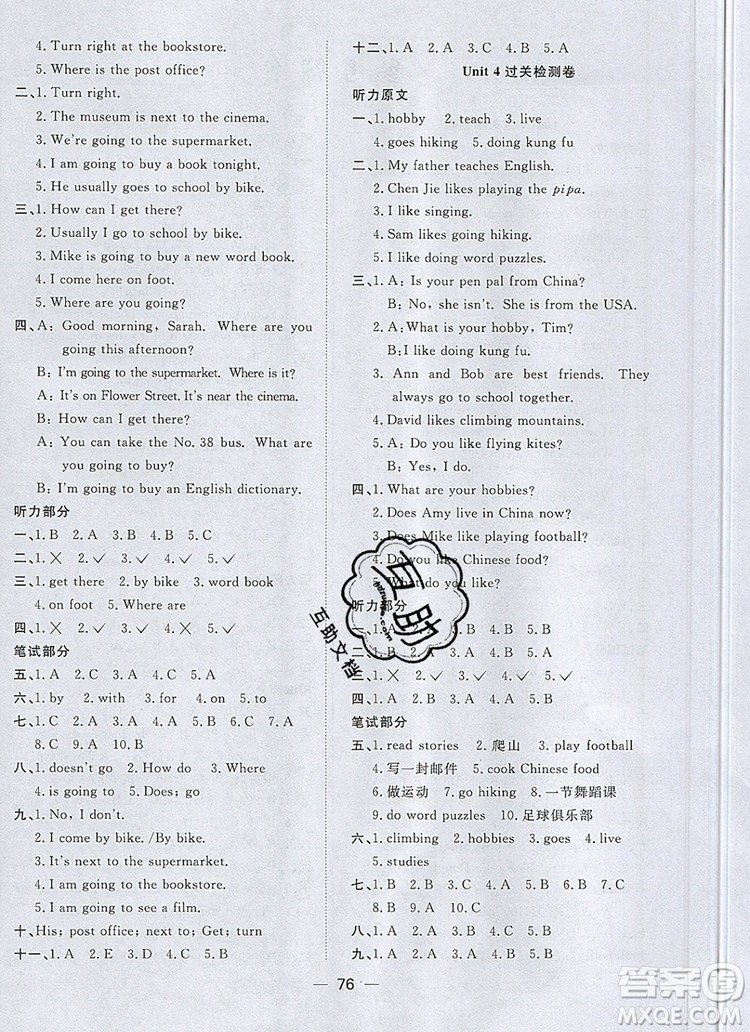 4. Turn right at the bookstore.
5. Where is the post office?
二、1. Turn right.
2. The museum is next to the cinema.
3. We're going to the supermarket.
4. I am going to buy a book tonight.
5. He usually goes to school by bike.
三、1. How can I get there?
2. Usually I go to school by bike.
3. Mike is going to buy a new word book.
4. I come here on foot.
5. Where are you going?
四、A: Good morning, Sarah. Where are you
going this afternoon?
B: I'm going to the supermarket. Where is it?
A: It's on Flower Street. It's near the cinema.
B: How can I get there?
A: You can take the No. 38 bus. What are
you going to buy?
B: I'm going to buy an English dictionary.
听力部分
一、1. B 2. A 3. D 4. B 5. C
二、1. × 2. ✓ 3. × 4. ✓ 5. ✓
三、1. get there 2. by bike 3. word book
4. on foot 5. Where are
四、1. × 2. ✓ 3. × 4. ✓ 5. ✓
笔试部分
五、1. A 2. D 3. C 4. A 5. B
六、1. by 2. with 3. for 4. on 5. to
七、1. C 2. B 3. A 4. A 5. B 6. C 7. A
8. C 9. A 10. B
八、1. doesn't go 2. How do 3. Where
4. is going to 5. Does; go
九、1. No, I don't.
2. I come by bike. /By bike.
3. It's next to the supermarket.
4. I am going to the bookstore.
5. I am going to see a film.
十、His; post office; next to; Get; turn
十一、1. A 2. E 3. D 4. C 5. B
十二、1. A 2. C 3. A 4. B 5. A
Unit 4 过关检测卷
听力原文
一、1. hobby 2. teach 3. live
4. goes hiking 5. doing kung fu
二、1. My father teaches English.
2. Chen Jie likes playing the pipa.
3. I like singing.
4. Sam likes going hiking.
5. I like doing word puzzles.
三、1. A: Is your pen pal from China?
B: No, she isn't. She's from the USA.
2. A: What is your hobby, Tim?
B: I like doing kung fu.
3. Ann and Bob are best friends. They
always go to school together.
4. David likes climbing mountains.
5. A: Do you like flying kites?
B: Yes, I do.
四、1. What are your hobbies?
2. Does Amy live in China now?
3. Does Mike like playing football?
4. Do you like Chinese food?
5. What do you like?
听力部分
一、1. A 2. A 3. B 4. A 5. B
二、1. B 2. A 4. A 5. B
三、1. × 2. ✓ 4. ✓ 5. ✓
四、1. A 2. B 3. A 4. A 5. B
笔试部分
五、1. read stories 2. 爬山 3. play football
4. 写一封邮件 5. cook Chinese food
6. 做运动 7. go hiking 8. 一节舞蹈课
9. do word puzzles 10. 足球俱乐部
六、1. climbing 2. hobbies 3. goes 4. live
5. studies
七、1. B 2. B 3. A 4. C 5. A 6. B
7. A 8. C 9. C 10. B
八、1. A 2. A 3. B 4. A 5. B
九、1. C 2. A 3. D 4. B 5. B
76
互助
互助文档
答案圈
MXQE.COM